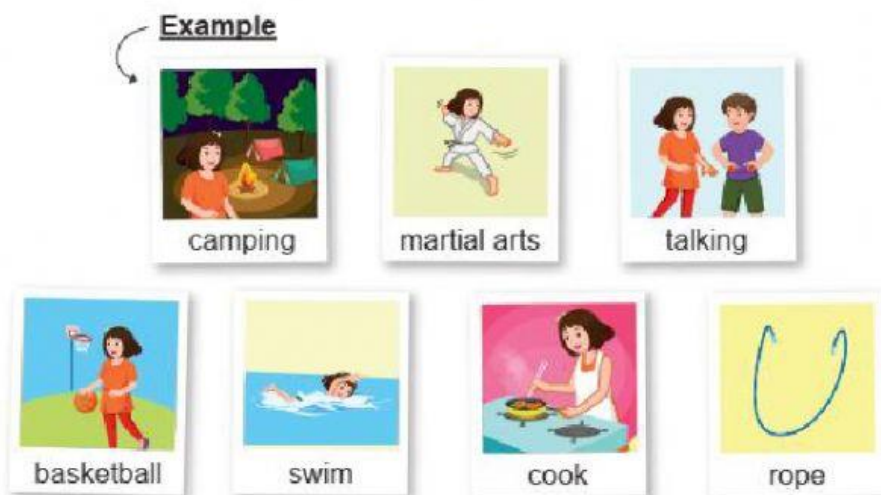 Example
camping
martial arts
talking
basketball
swim
cook
rope